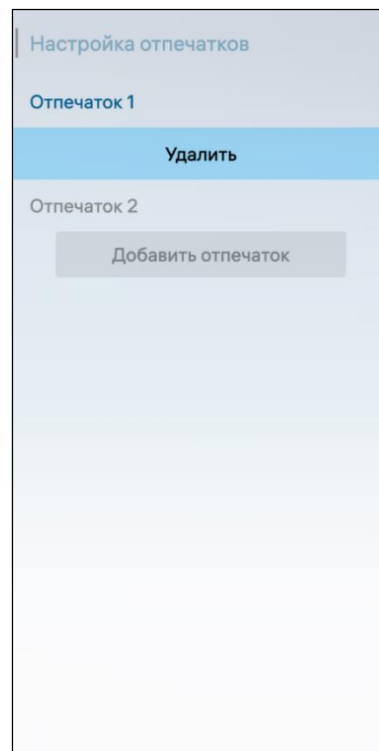 Настройка отпечатков
Отпечаток 1
Удалить
Отпечаток 2
Добавить отпечаток